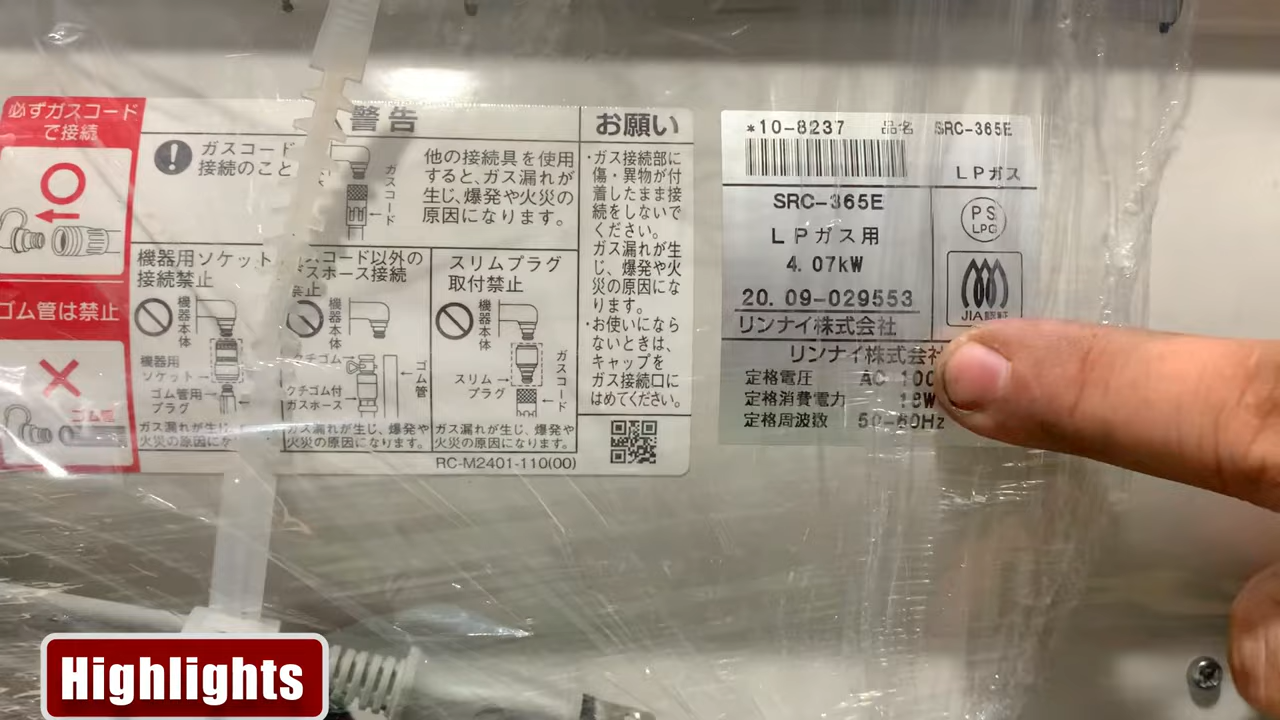 必ずガスコード
で接続
ゴム管は禁止
ゴム管
警告
ガスコード
接続のこと
ガスコード
他の接続具を使用
すると、ガス漏れが
生じ、爆発や火災の
原因になります。
機器用ソケット
接続禁止
機器本体
機器用
ソケット
ゴム管用
プラグ
ガス漏れが生じ、爆発や
火災の原因に
コード以外の
ガスホース接続
禁止
機器本体
クチゴム
ゴム管
クチゴム付
ガスホース
ガス漏れが生じ、爆発や
火災の原因になります。
スリムプラグ
取付禁止
機器本体
スリム
プラグ
ガスコード
ガス漏れが生じ、爆発や
火災の原因になります。
RC-M2401-110(00)
お願い
・ガス接続部に
傷・異物が付
着したまま接
続をしないで
ください。
ガス漏れが生
じ、爆発や火
災の原因にな
ります。
・お使いになら
ないときは、
キャップを
ガス接続口に
はめてください。
*10-8237 品名 SRC-365E
LPガス
SRC-365E
LPガス用
4.07kW
20.09-029553
リンナイ株式会社
PS
LPG
JIA認証
リンナイ株式会社
定格電圧 AC 100
定格消費電力 18W
定格周波数 50-60Hz
Highlights